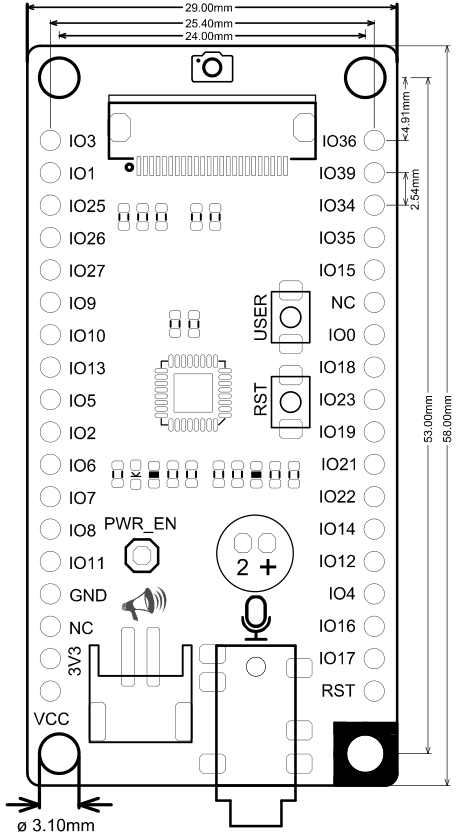 29.00mm
25.40mm
24.00mm
4.91mm
2.54mm
53.00mm
58.00mm
IO3
IO36
IO1
IO39
IO25
IO34
IO26
IO35
IO27
IO15
IO9
USER
NC
IO10
IO0
IO13
IO18
IO5
RST
IO23
IO2
IO19
IO6
K
IO21
IO7
IO22
IO8
PWR_EN
IO14
IO11
2 +
IO12
GND
IO4
NC
IO16
3V3
IO17
RST
VCC
ø 3.10mm